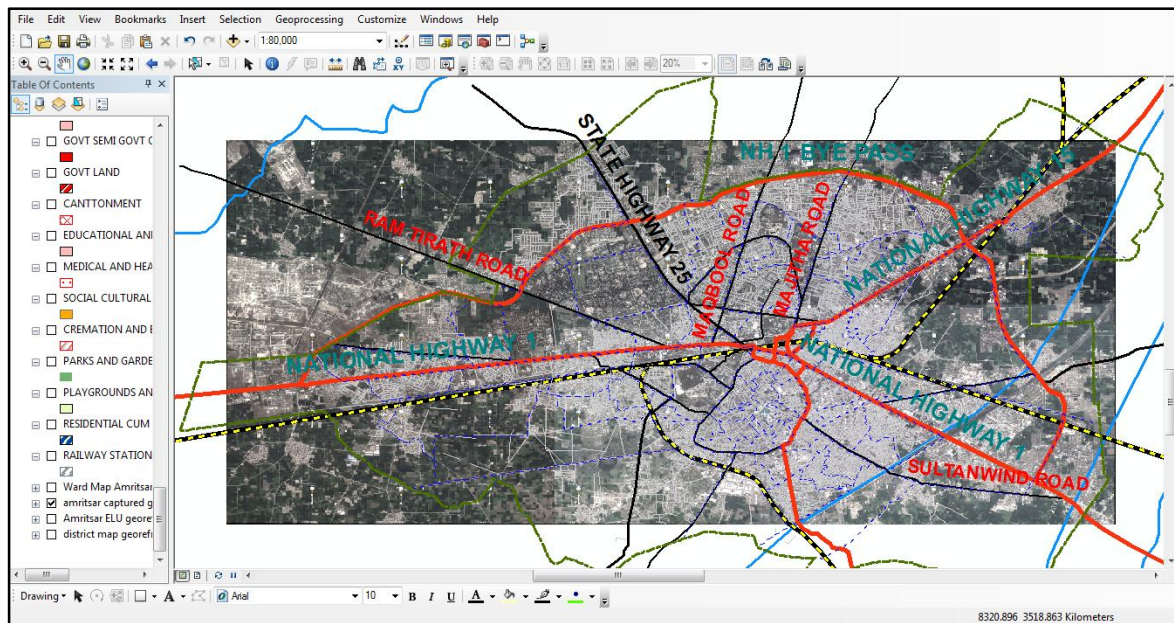 File Edit View Bookmarks Insert Selection Geoprocessing Customize Windows Help
1:80,000
20%
Table Of Contents
GOVT SEMI GOVT
GOVT LAND
CANTTONMENT
EDUCATIONAL
MEDICAL AND HEA
SOCIAL CULTURAL
CREMATION AND
PARKS AND GARDE
PLAYGROUNDS AN
RESIDENTIAL CUM
RAILWAY STATION
Ward Map Amritsar
amritsar captured g
Amritsar ELU georef
district map georefi
STATE HIGHWAY 25
NH 1 BYE PASS
NATIONAL HIGHWAY 15
RAM TIRATH ROAD
MADBOOL ROAD
MAJITHA ROAD
NATIONAL HIGHWAY 1
NATIONAL HIGHWAY 1
SULTANWIND ROAD
Drawing Arial 10 B I U A
8320.896 3518.863 Kilometers